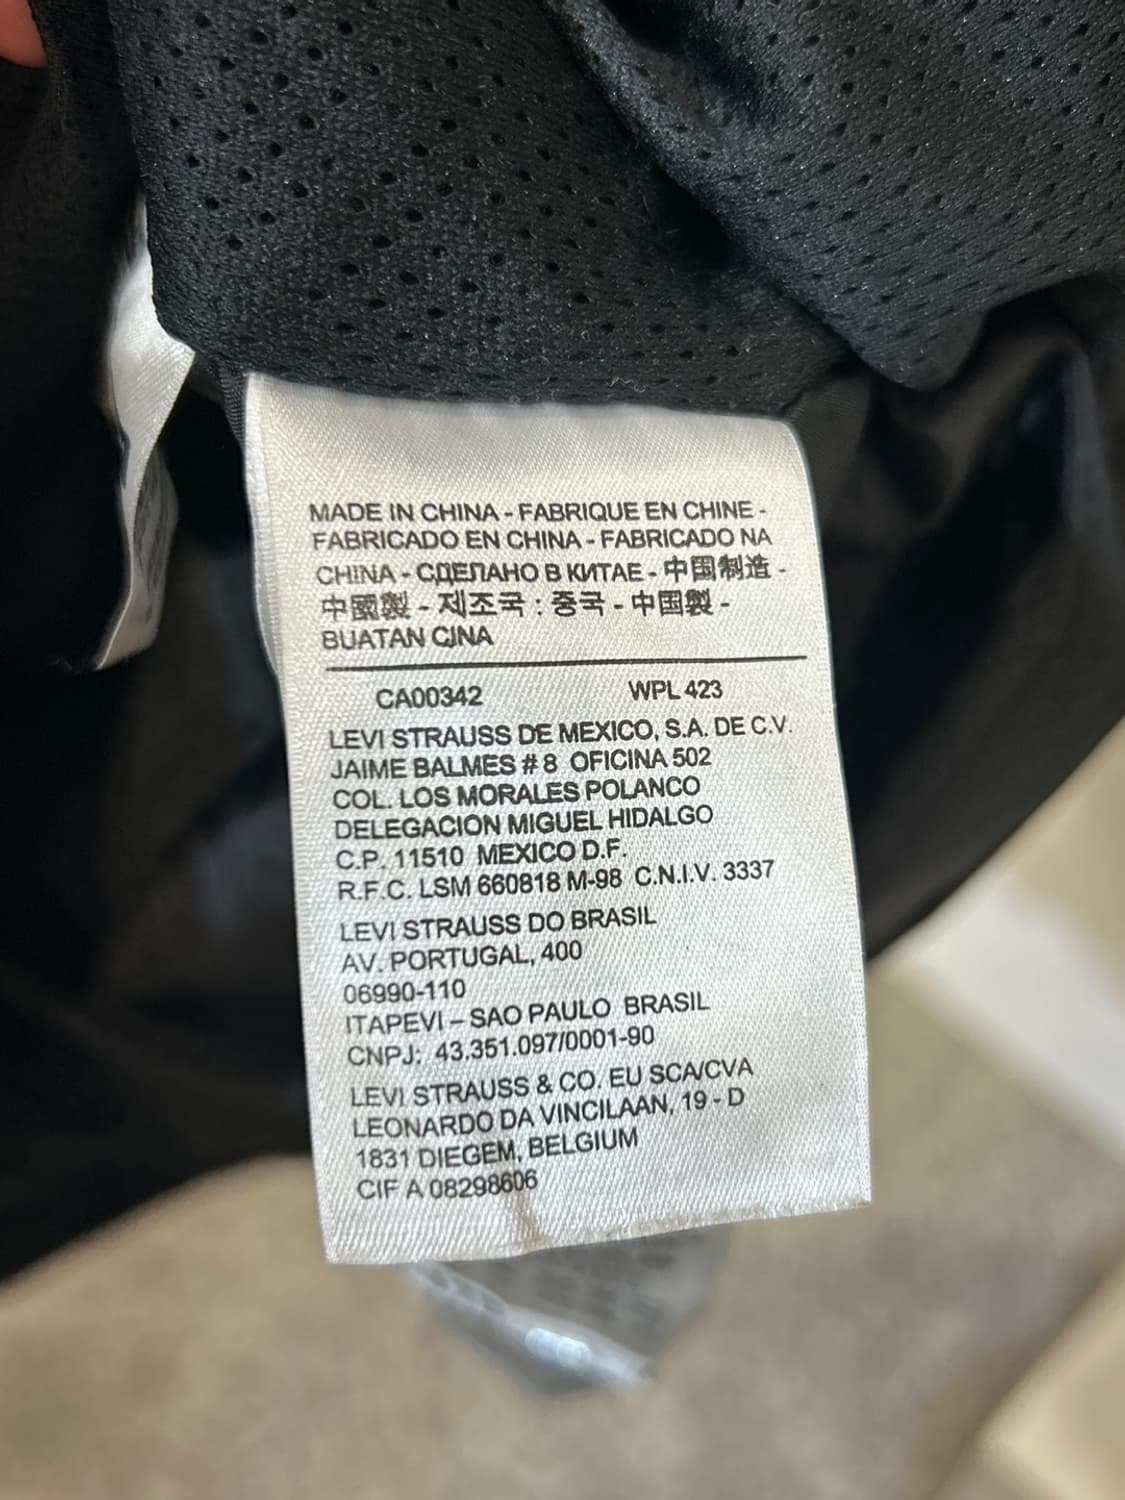 MADE IN CHINA - FABRIQUE EN CHINE -
FABRICADO EN CHINA - FABRICADO NA
CHINA - СДЕЛАНО В КИТАЕ - 中国制造 -
中國製 - 제조국 : 중국 - 中国製 -
BUATAN CINA
CA00342 WPL 423
LEVI STRAUSS DE MEXICO, S.A. DE C.V.
JAIME BALMES # 8 OFICINA 502
COL. LOS MORALES POLANCO
DELEGACION MIGUEL HIDALGO
C.P. 11510 MEXICO D.F.
R.F.C. LSM 660818 M-98 C.N.I.V. 3337
LEVI STRAUSS DO BRASIL
AV. PORTUGAL, 400
06990-110
ITAPEVI – SAO PAULO BRASIL
CNPJ: 43.351.097/0001-90
LEVI STRAUSS & CO. EU SCA/CVA
LEONARDO DA VINCILAAN, 19 - D
1831 DIEGEM, BELGIUM
CIF A 08298606